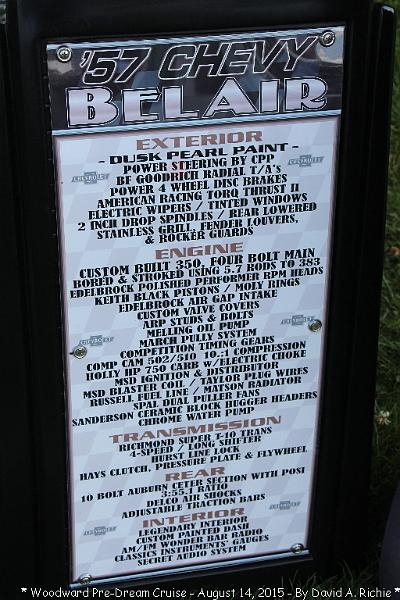 '57 CHEVY
BELAIR
EXTERIOR
- DUSK PEARL PAINT -
POWER STEERING BY CPP
BF GOODRICH RADIAL T/A's
POWER 4 WHEEL DISC BRAKES
AMERICAN RACING TORQ THRUST II
ELECTRIC WIPERS / TINTED WINDOWS
2 INCH DROP SPINDLES / REAR LOWERED
STAINLESS GRILL, FENDER LOUVERS,
& ROCKER GUARDS
ENGINE
CUSTOM BUILT 350, FOUR BOLT MAIN
BORED & STROKED USING 5.7 RODS TO 383
EDELBROCK POLISHED PERFORMER RPM HEADS
KEITH BLACK PISTONS / MOLY RINGS
EDELBROCK AIR GAP INTAKE
CUSTOM VALVE COVERS
ARP STUDS & BOLTS
MELLING OIL PUMP
MARCH PULLY SYSTEM
COMPETITION TIMING GEARS
COMP CAM 502/510 10.:1 COMPRESSION
HOLLY HP 750 CARB W/ELECTRIC CHOKE
MSD IGNITION & DISTRIBUTOR
MSD BLASTER COIL / TAYLOR PLUG WIRES
RUSSELL FUEL LINE / MATSON RADIATOR
SPAL DUAL PULLER FANS
SANDERSON CERAMIC BLOCK HUGGER HEADERS
CHROME WATER PUMP
TRANSMISSION
RICHMOND SUPER T-10 TRANS
4-SPEED / LONG SHIFTER
HURST LINE LOCK
HAYS CLUTCH, PRESSURE PLATE & FLYWHEEL
REAR
10 BOLT AUBURN CETER SECTION WITH POSI
3:55.1 RATIO
DELCO AIR SHOCKS
ADJUSTABLE TRACTION BARS
INTERIOR
LEGENDARY INTERIOR
CUSTOM PAINTED DASH
AM/FM WONDER BAR RADIO
CLASSICS INSTRUMENTS' GAUGES
SECRET AUDIO SYSTEM
* Woodward Pre-Dream Cruise - August 14, 2015 - By David A. Richie *